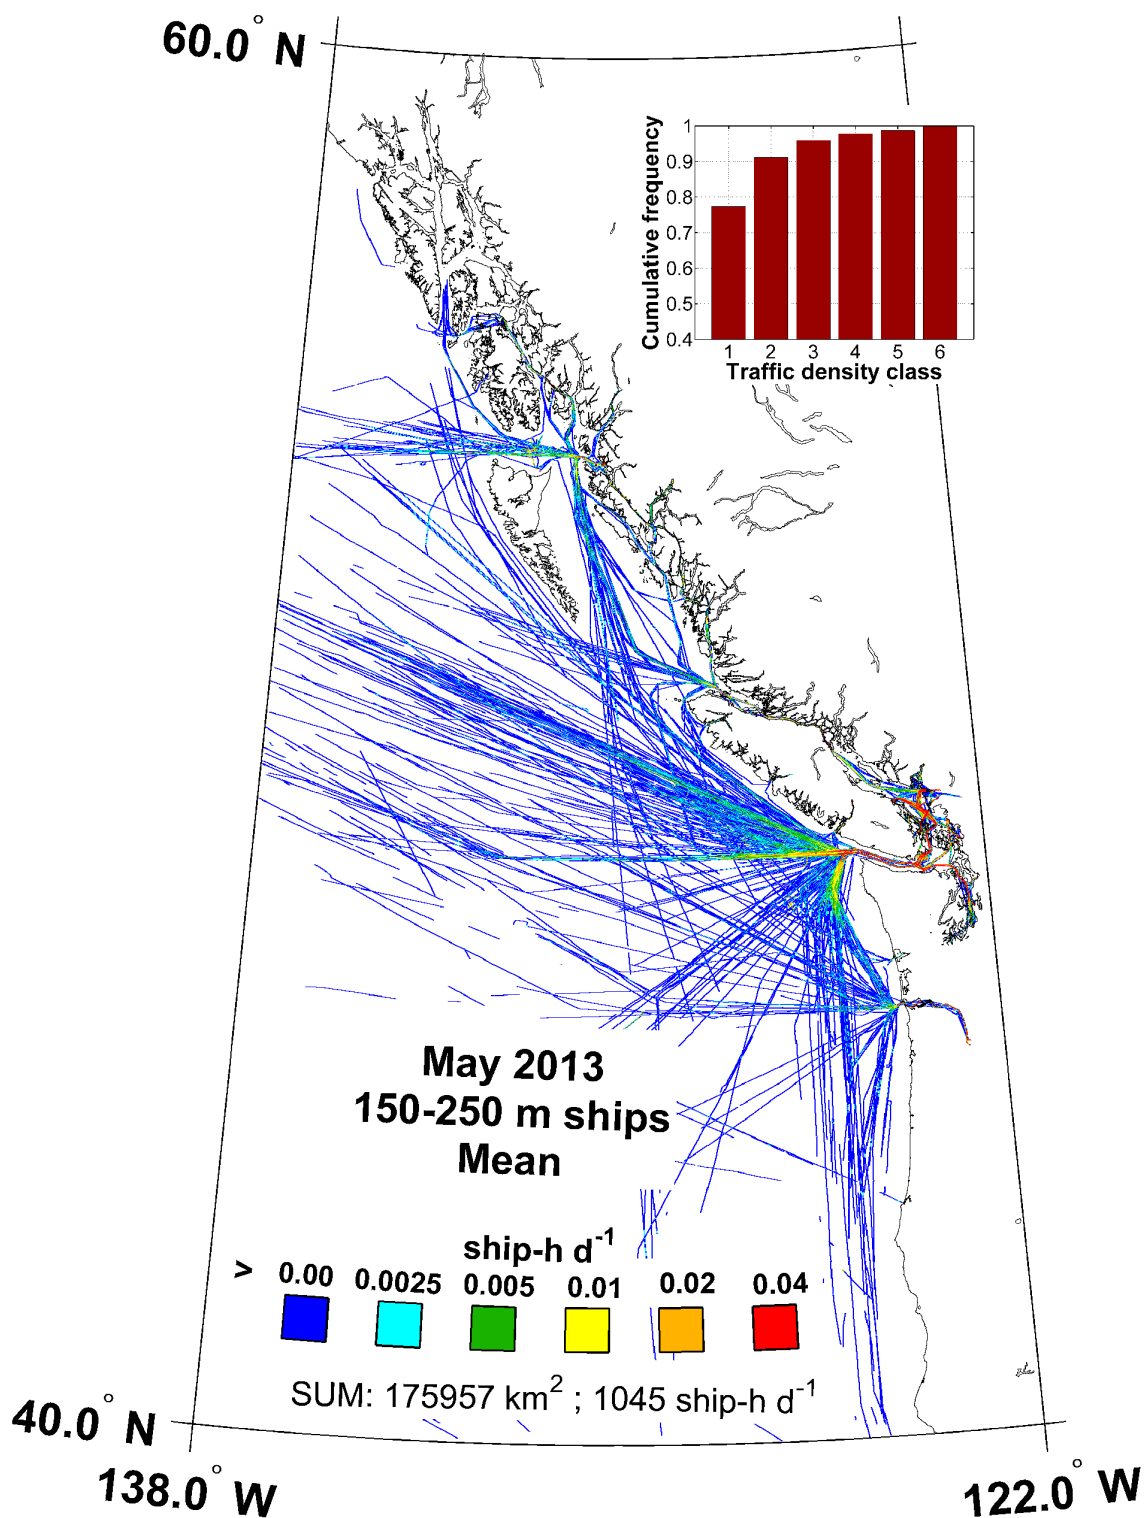 60.0° N
Cumulative frequency
1
0.9
0.8
0.7
0.6
0.5
0.4
1 2 3 4 5 6
Traffic density class
May 2013
150-250 m ships
Mean
ship-h d⁻¹
> 0.00 0.0025 0.005 0.01 0.02 0.04
SUM: 175957 km² ; 1045 ship-h d⁻¹
40.0° N
138.0° W
122.0° W